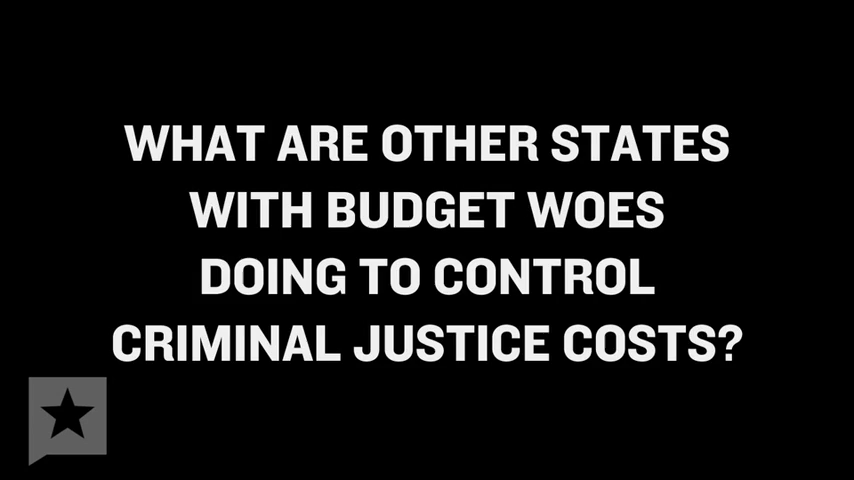 WHAT ARE OTHER STATES
WITH BUDGET WOES
DOING TO CONTROL
CRIMINAL JUSTICE COSTS?